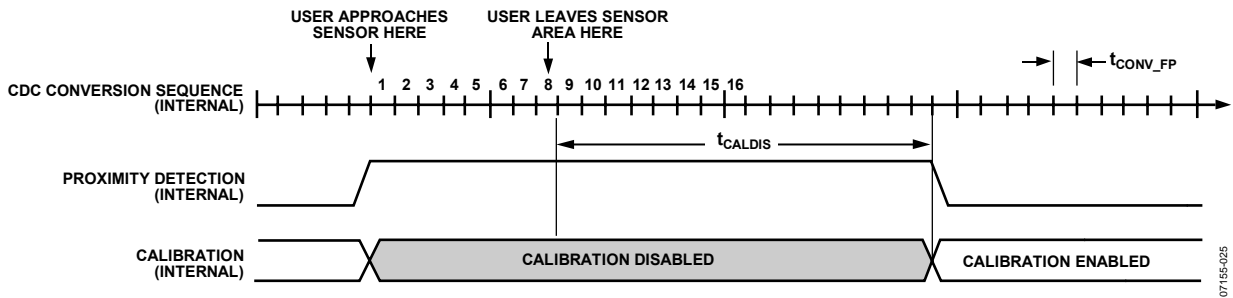 USER APPROACHES
SENSOR HERE
USER LEAVES SENSOR
AREA HERE
tCONV_FP
1 2 3 4 5 6 7 8 9 10 11 12 13 14 15 16
CDC CONVERSION SEQUENCE
(INTERNAL)
tCALDIS
PROXIMITY DETECTION
(INTERNAL)
CALIBRATION
(INTERNAL)
CALIBRATION DISABLED
CALIBRATION ENABLED
07155-025